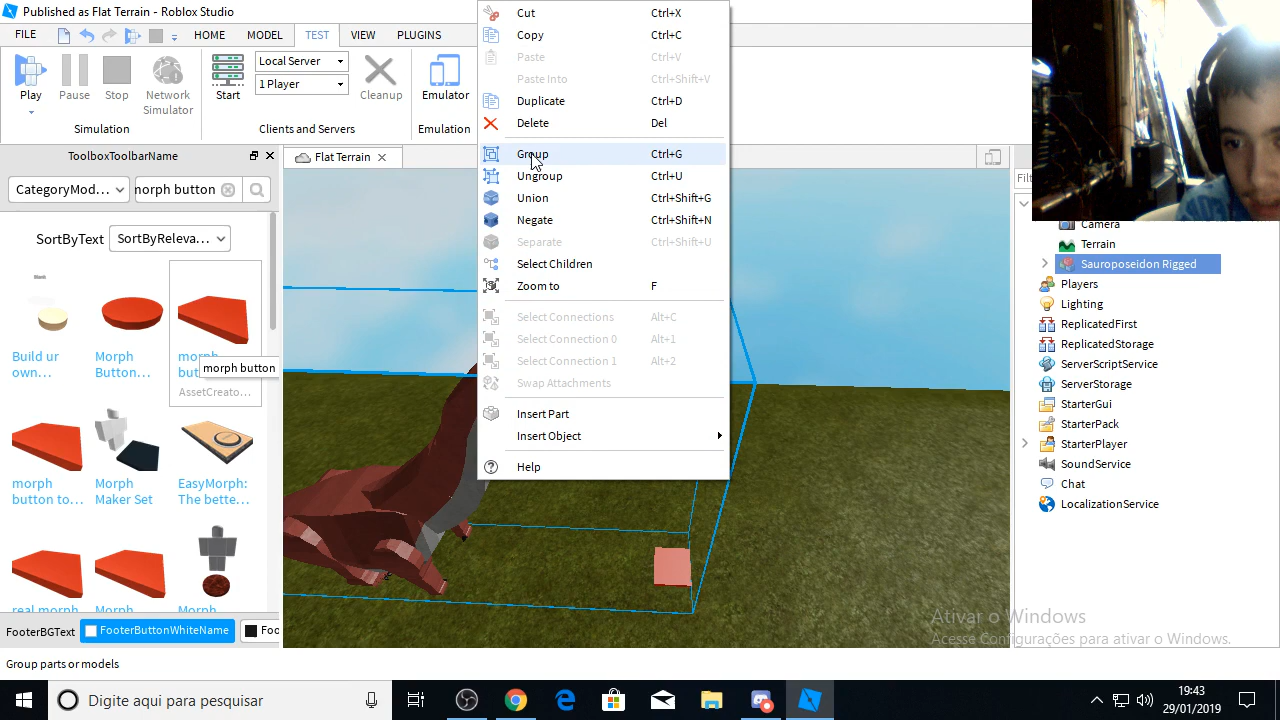 Published as Flat Terrain - Roblox Studio
FILE HOME MODEL TEST VIEW PLUGINS
Play Pause Stop Network Simulator
Simulation
Local Server
1 Player
Start Cleanup
Clients and Servers
Emulator
Emulation
ToolboxToolbarName
CategoryMod... morph button
SortByText SortByReleva...
Build ur own...
Morph Button...
morph
morph button
AssetCreato...
morph button to...
Morph Maker Set
EasyMorph: The bette...
real morph
Morph
Morph
FooterBGText FooterButtonWhiteName Foo
Group parts or models
Flat Terrain
Cut Ctrl+X
Copy Ctrl+C
Paste Ctrl+V
Paste Into Ctrl+Shift+V
Duplicate Ctrl+D
Delete Del
Group Ctrl+G
Ungroup Ctrl+U
Union Ctrl+Shift+G
Negate Ctrl+Shift+N
Separate Ctrl+Shift+U
Select Children
Zoom to F
Select Connections Alt+C
Select Connection 0 Alt+1
Select Connection 1 Alt+2
Swap Attachments
Insert Part
Insert Object
Help
Camera
Terrain
Sauroposeidon Rigged
Players
Lighting
ReplicatedFirst
ReplicatedStorage
ServerScriptService
ServerStorage
StarterGui
StarterPack
StarterPlayer
SoundService
Chat
LocalizationService
Ativar o Windows
Acesse Configurações para ativar o Windows.
Digite aqui para pesquisar
19:43
29/01/2019